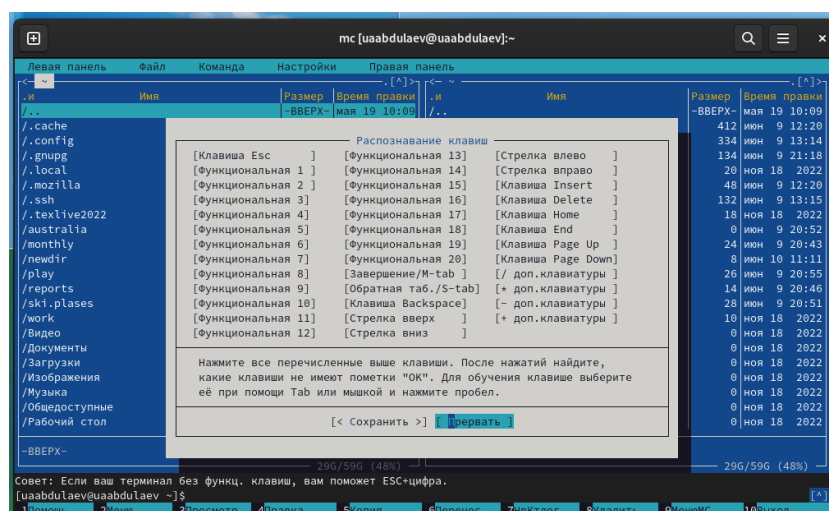 mc [uaabdulaev@uaabdulaev]:~
Левая панель Файл Команда Настройки Правая панель
<— ~ .[^]> <— ~ .[^]>
.и Имя Размер Время правки .и Имя Размер Время правки
/.. -ВВЕРХ- мая 19 10:09 /.. -ВВЕРХ- мая 19 10:09
/.cache 412 июн 9 12:20
/.config 334 июн 9 13:14
/.gnupg 134 июн 9 21:18
/.local 20 ноя 18 2022
/.mozilla 48 июн 9 12:20
/.ssh 132 июн 9 13:15
/.texlive2022 18 ноя 18 2022
/australia 0 июн 9 20:52
/monthly 24 июн 9 20:43
/newdir 8 июн 10 11:11
/play 26 июн 9 20:55
/reports 14 июн 9 20:46
/ski.plases 28 июн 9 20:51
/work 10 ноя 18 2022
/Видео 0 ноя 18 2022
/Документы 0 ноя 18 2022
/Загрузки 0 ноя 18 2022
/Изображения 0 ноя 18 2022
/Музыка 0 ноя 18 2022
/Общедоступные 0 ноя 18 2022
/Рабочий стол 0 ноя 18 2022
Распознавание клавиш
[Клавиша Esc ] [Функциональная 13] [Стрелка влево ]
[Функциональная 1 ] [Функциональная 14] [Стрелка вправо ]
[Функциональная 2 ] [Функциональная 15] [Клавиша Insert ]
[Функциональная 3] [Функциональная 16] [Клавиша Delete ]
[Функциональная 4] [Функциональная 17] [Клавиша Home ]
[Функциональная 5] [Функциональная 18] [Клавиша End ]
[Функциональная 6] [Функциональная 19] [Клавиша Page Up ]
[Функциональная 7] [Функциональная 20] [Клавиша Page Down]
[Функциональная 8] [Завершение/M-tab ] [/ доп.клавиатуры ]
[Функциональная 9] [Обратная таб./S-tab] [* доп.клавиатуры ]
[Функциональная 10] [Клавиша Backspace] [- доп.клавиатуры ]
[Функциональная 11] [Стрелка вверх ] [+ доп.клавиатуры ]
[Функциональная 12] [Стрелка вниз ]
Нажмите все перечисленные выше клавиши. После нажатий найдите,
какие клавиши не имеют пометки "OK". Для обучения клавише выберите
её при помощи Tab или мышкой и нажмите пробел.
[< Сохранить >] [ Прервать ]
-ВВЕРХ-
29G/59G (48%) 29G/59G (48%)
Совет: Если ваш терминал без функц. клавиш, вам поможет ESC+цифра.
[uaabdulaev@uaabdulaev ~]$ [^]
1Помощь 2Меню 3Просмотр 4Правка 5Копия 6Перенос 7НвКтлог 8Удалить 9МенюMC 10Выход